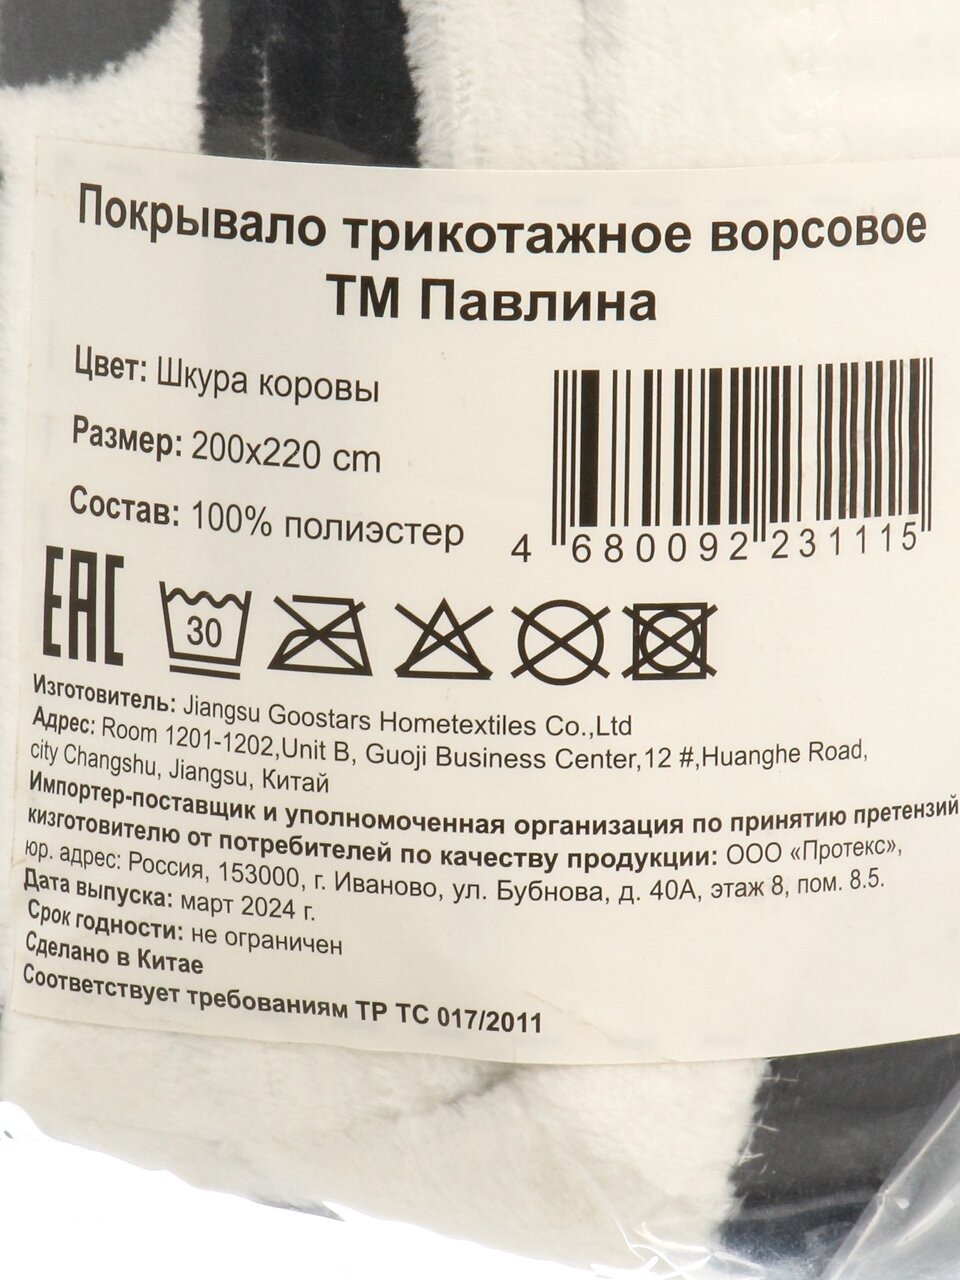 Покрывало трикотажное ворсовое
ТМ Павлина
Цвет: Шкура коровы
Размер: 200x220 cm
Состав: 100% полиэстер
4 680092 231115
EAC
30
Изготовитель: Jiangsu Goostars Hometextiles Co.,Ltd
Адрес: Room 1201-1202,Unit B, Guoji Business Center,12 #,Huanghe Road,
city Changshu, Jiangsu, Китай
Импортер-поставщик и уполномоченная организация по принятию претензий
кизготовителю от потребителей по качеству продукции: ООО «Протекс»,
юр. адрес: Россия, 153000, г. Иваново, ул. Бубнова, д. 40А, этаж 8, пом. 8.5.
Дата выпуска: март 2024 г.
Срок годности: не ограничен
Сделано в Китае
Соответствует требованиям ТР ТС 017/2011